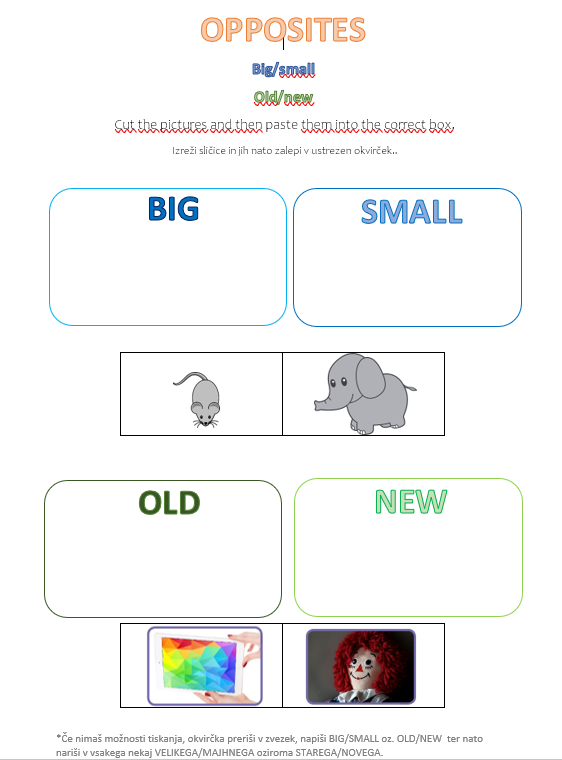 OPPOSITES
Big/small
Old/new
Cut the pictures and then paste them into the correct box.
Izreži sličice in jih nato zalepi v ustrezen okvirček..
BIG
SMALL
OLD
NEW
*Če nimaš možnosti tiskanja, okvirčka preriši v zvezek, napiši BIG/SMALL oz. OLD/NEW ter nato
nariši v vsakega nekaj VELIKEGA/MAJHNEGA oziroma STAREGA/NOVEGA.